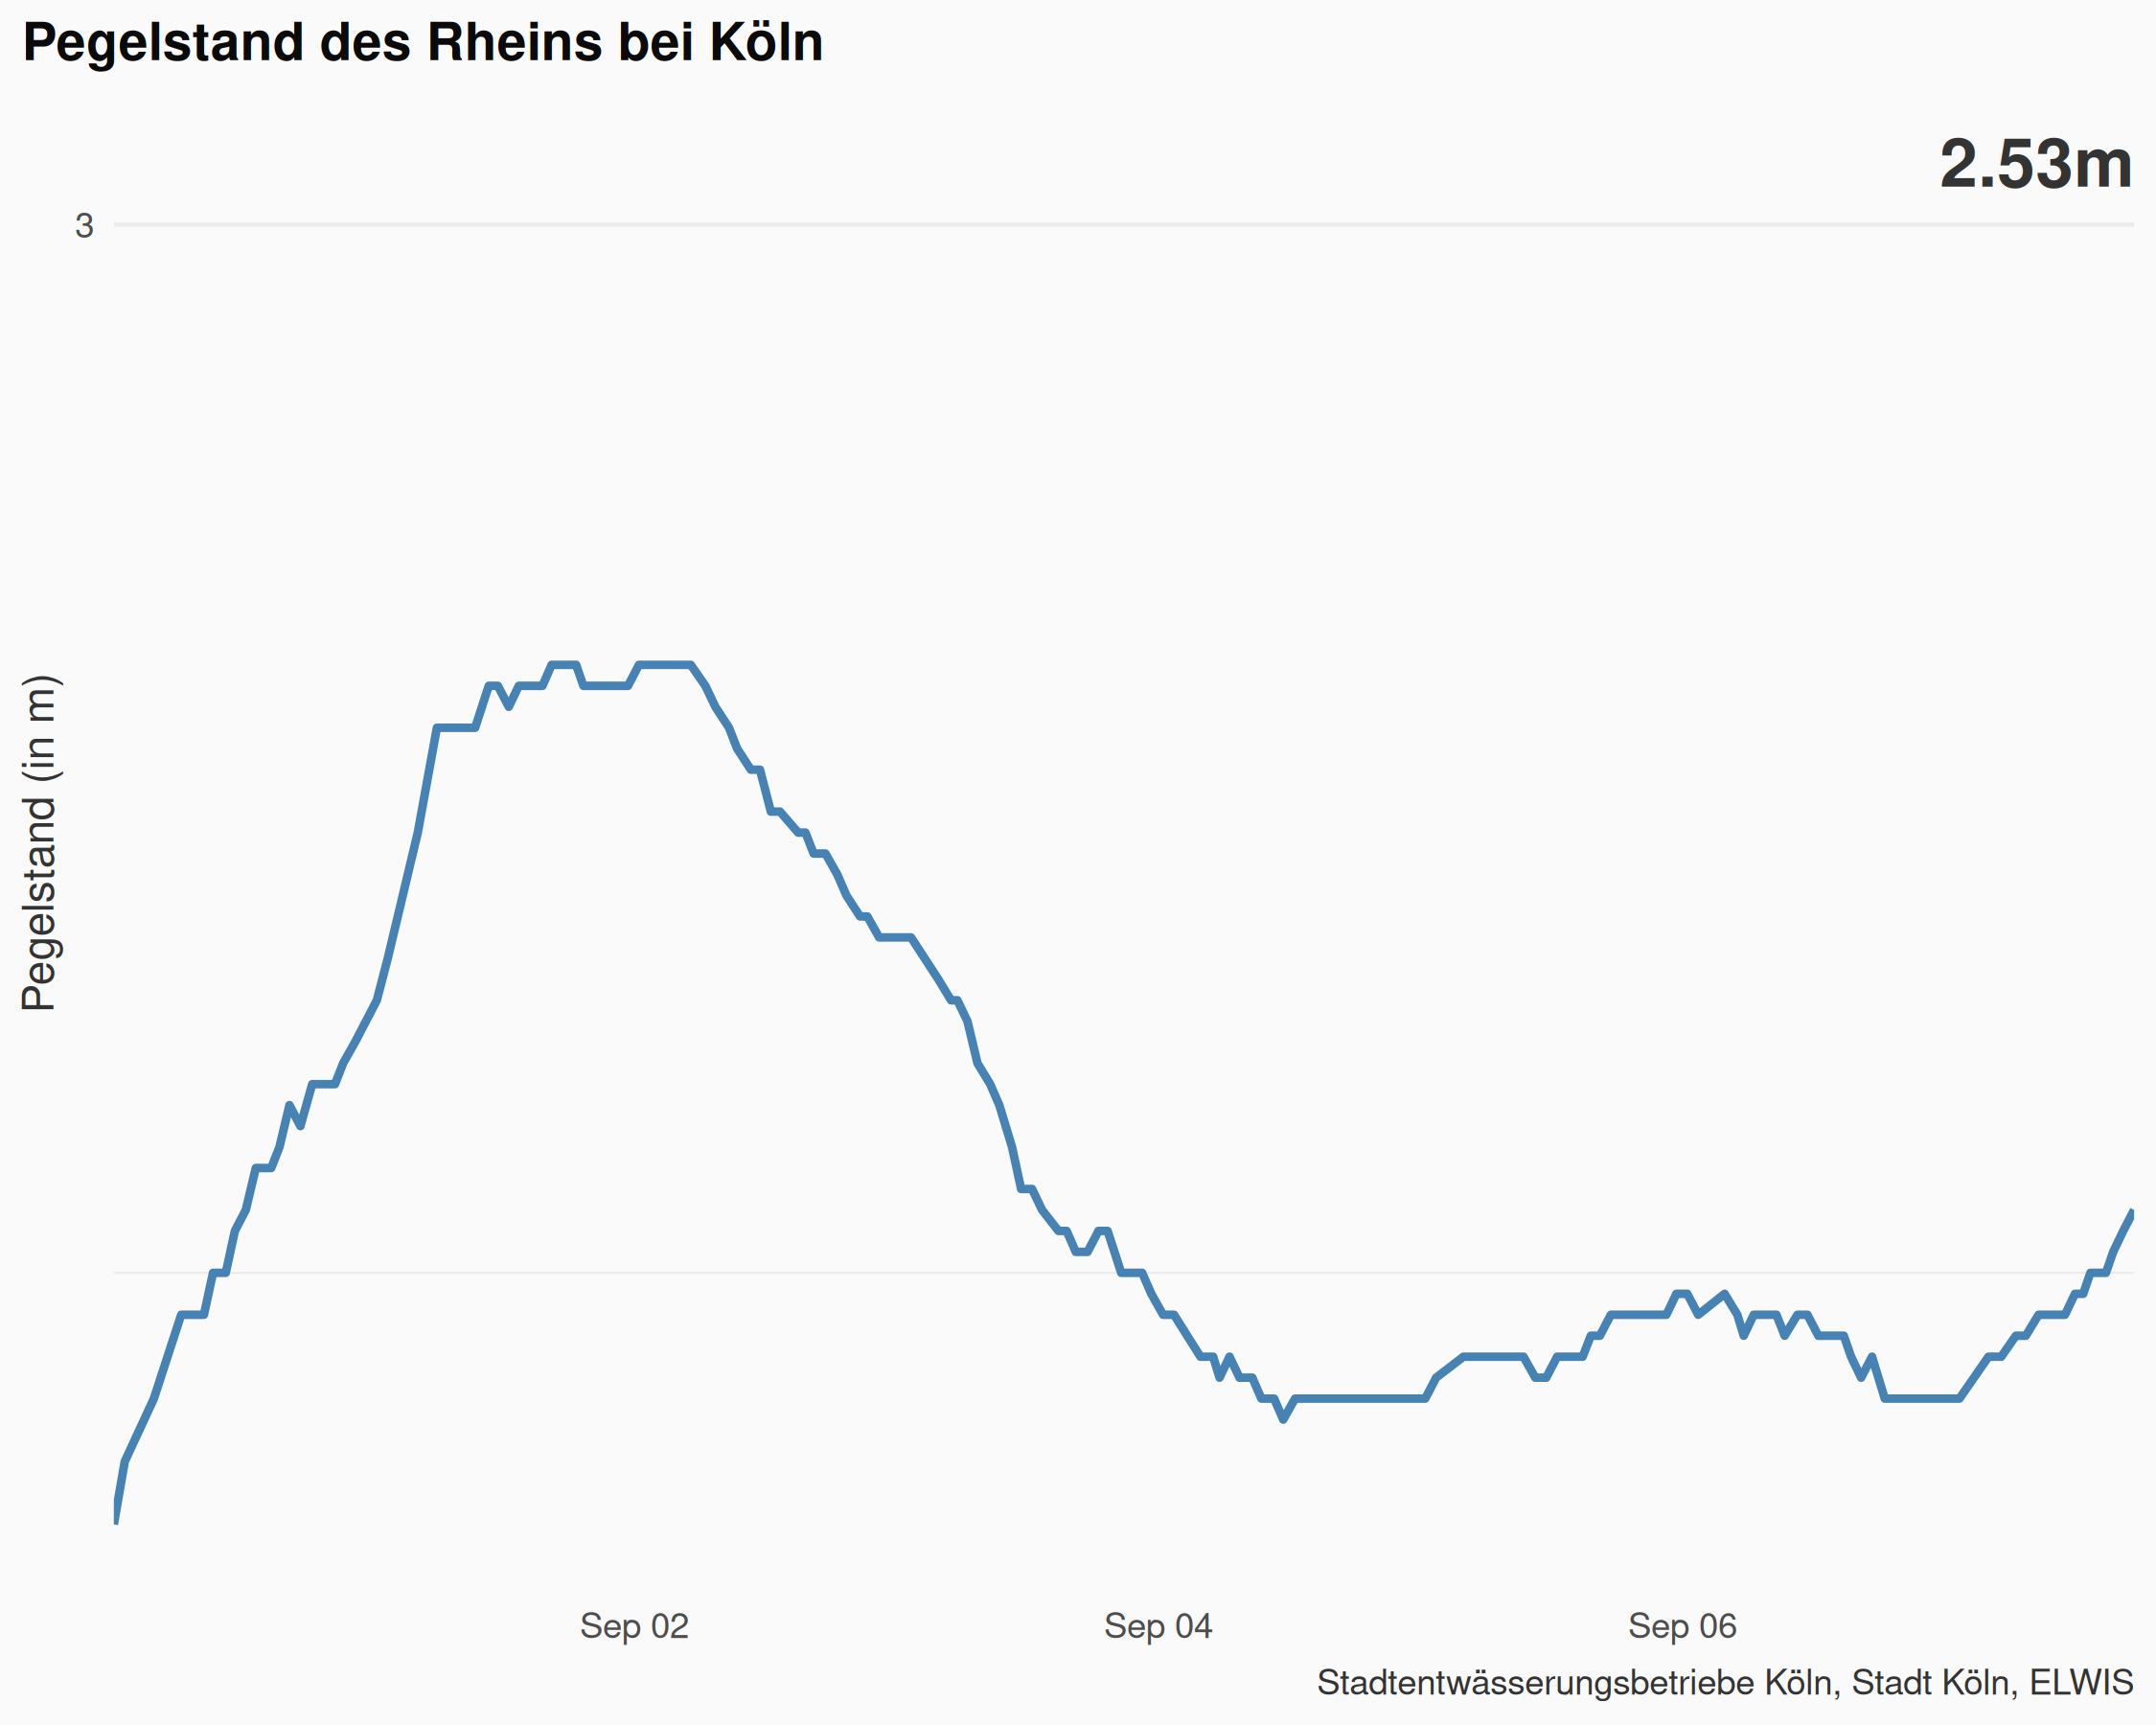 Pegelstand des Rheins bei Köln
2.53m
3
Pegelstand (in m)
Sep 02
Sep 04
Sep 06
Stadtentwässerungsbetriebe Köln, Stadt Köln, ELWIS